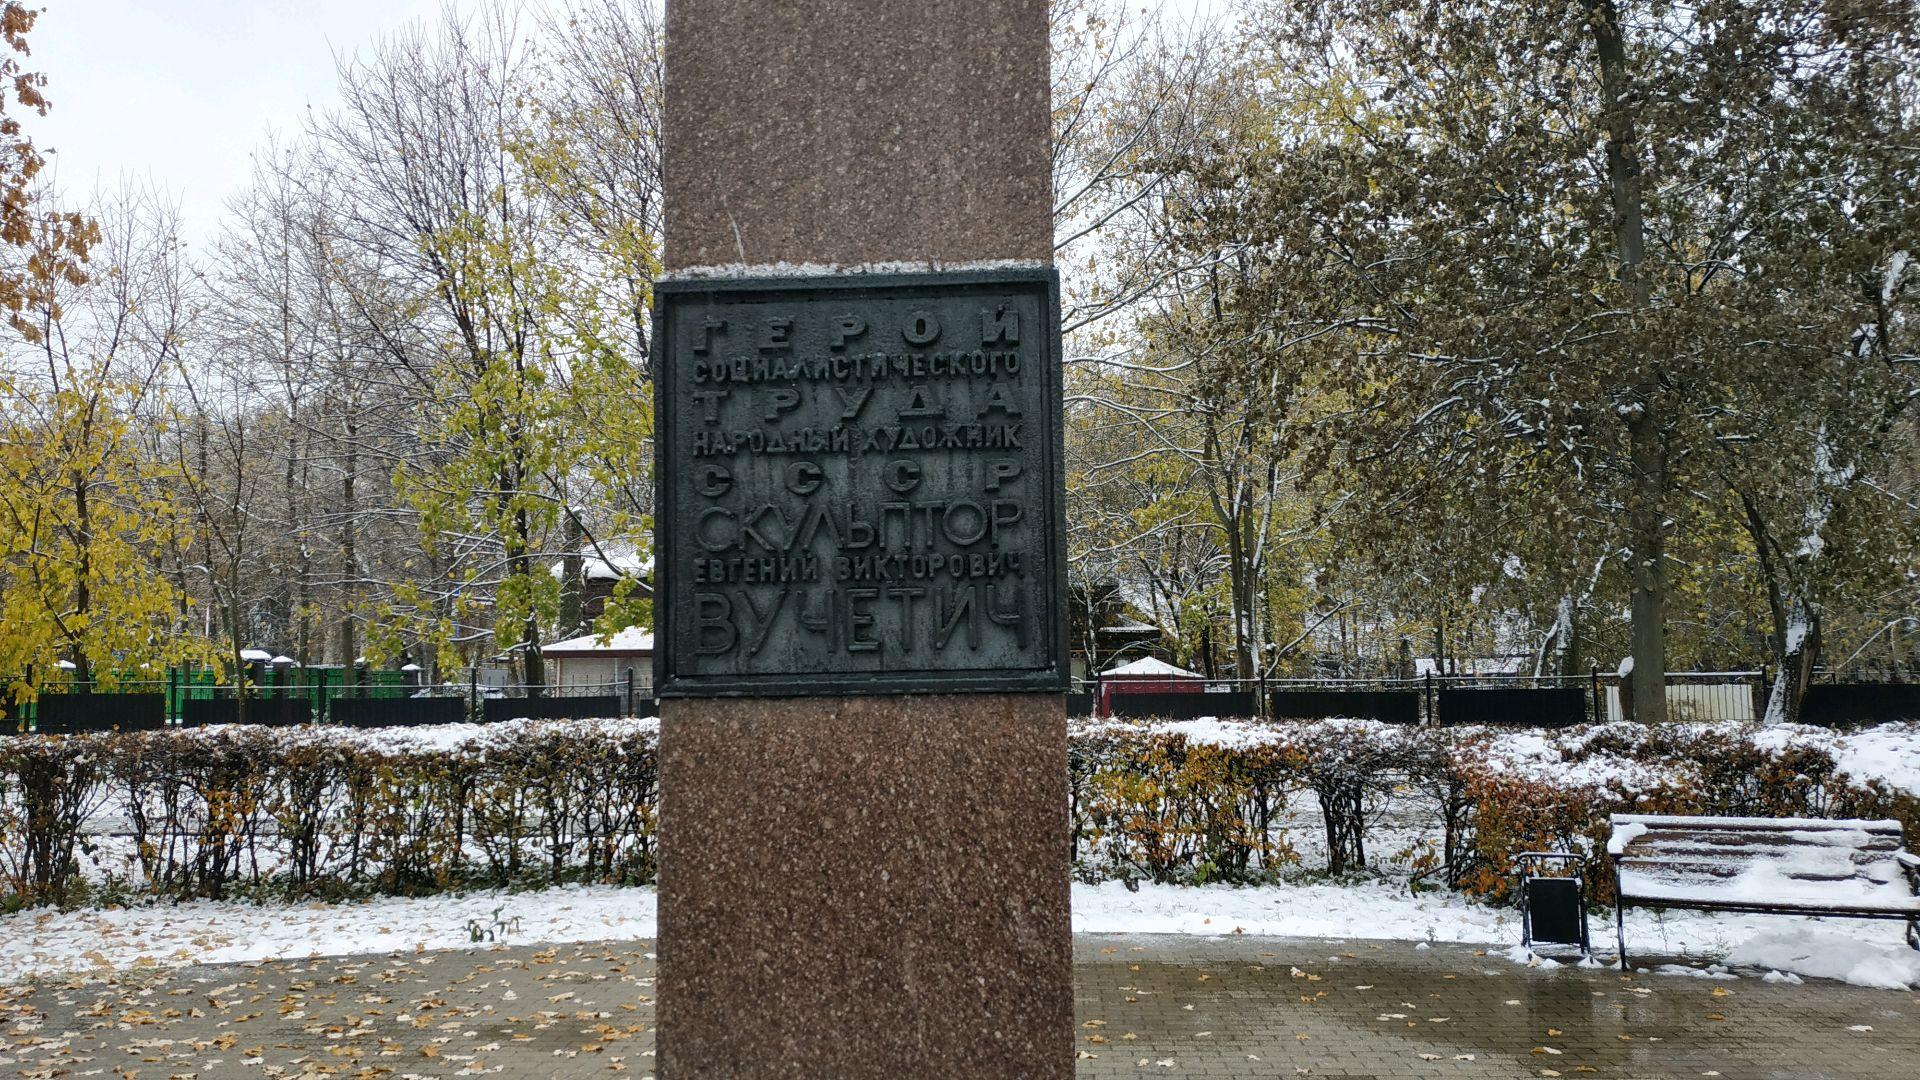 ГЕРОЙ
СОЦИАЛИСТИЧЕСКОГО
ТРУДА
НАРОДНЫЙ ХУДОЖНИК
СССР
СКУЛЬПТОР
ЕВГЕНИЙ ВИКТОРОВИЧ
ВУЧЕТИЧ